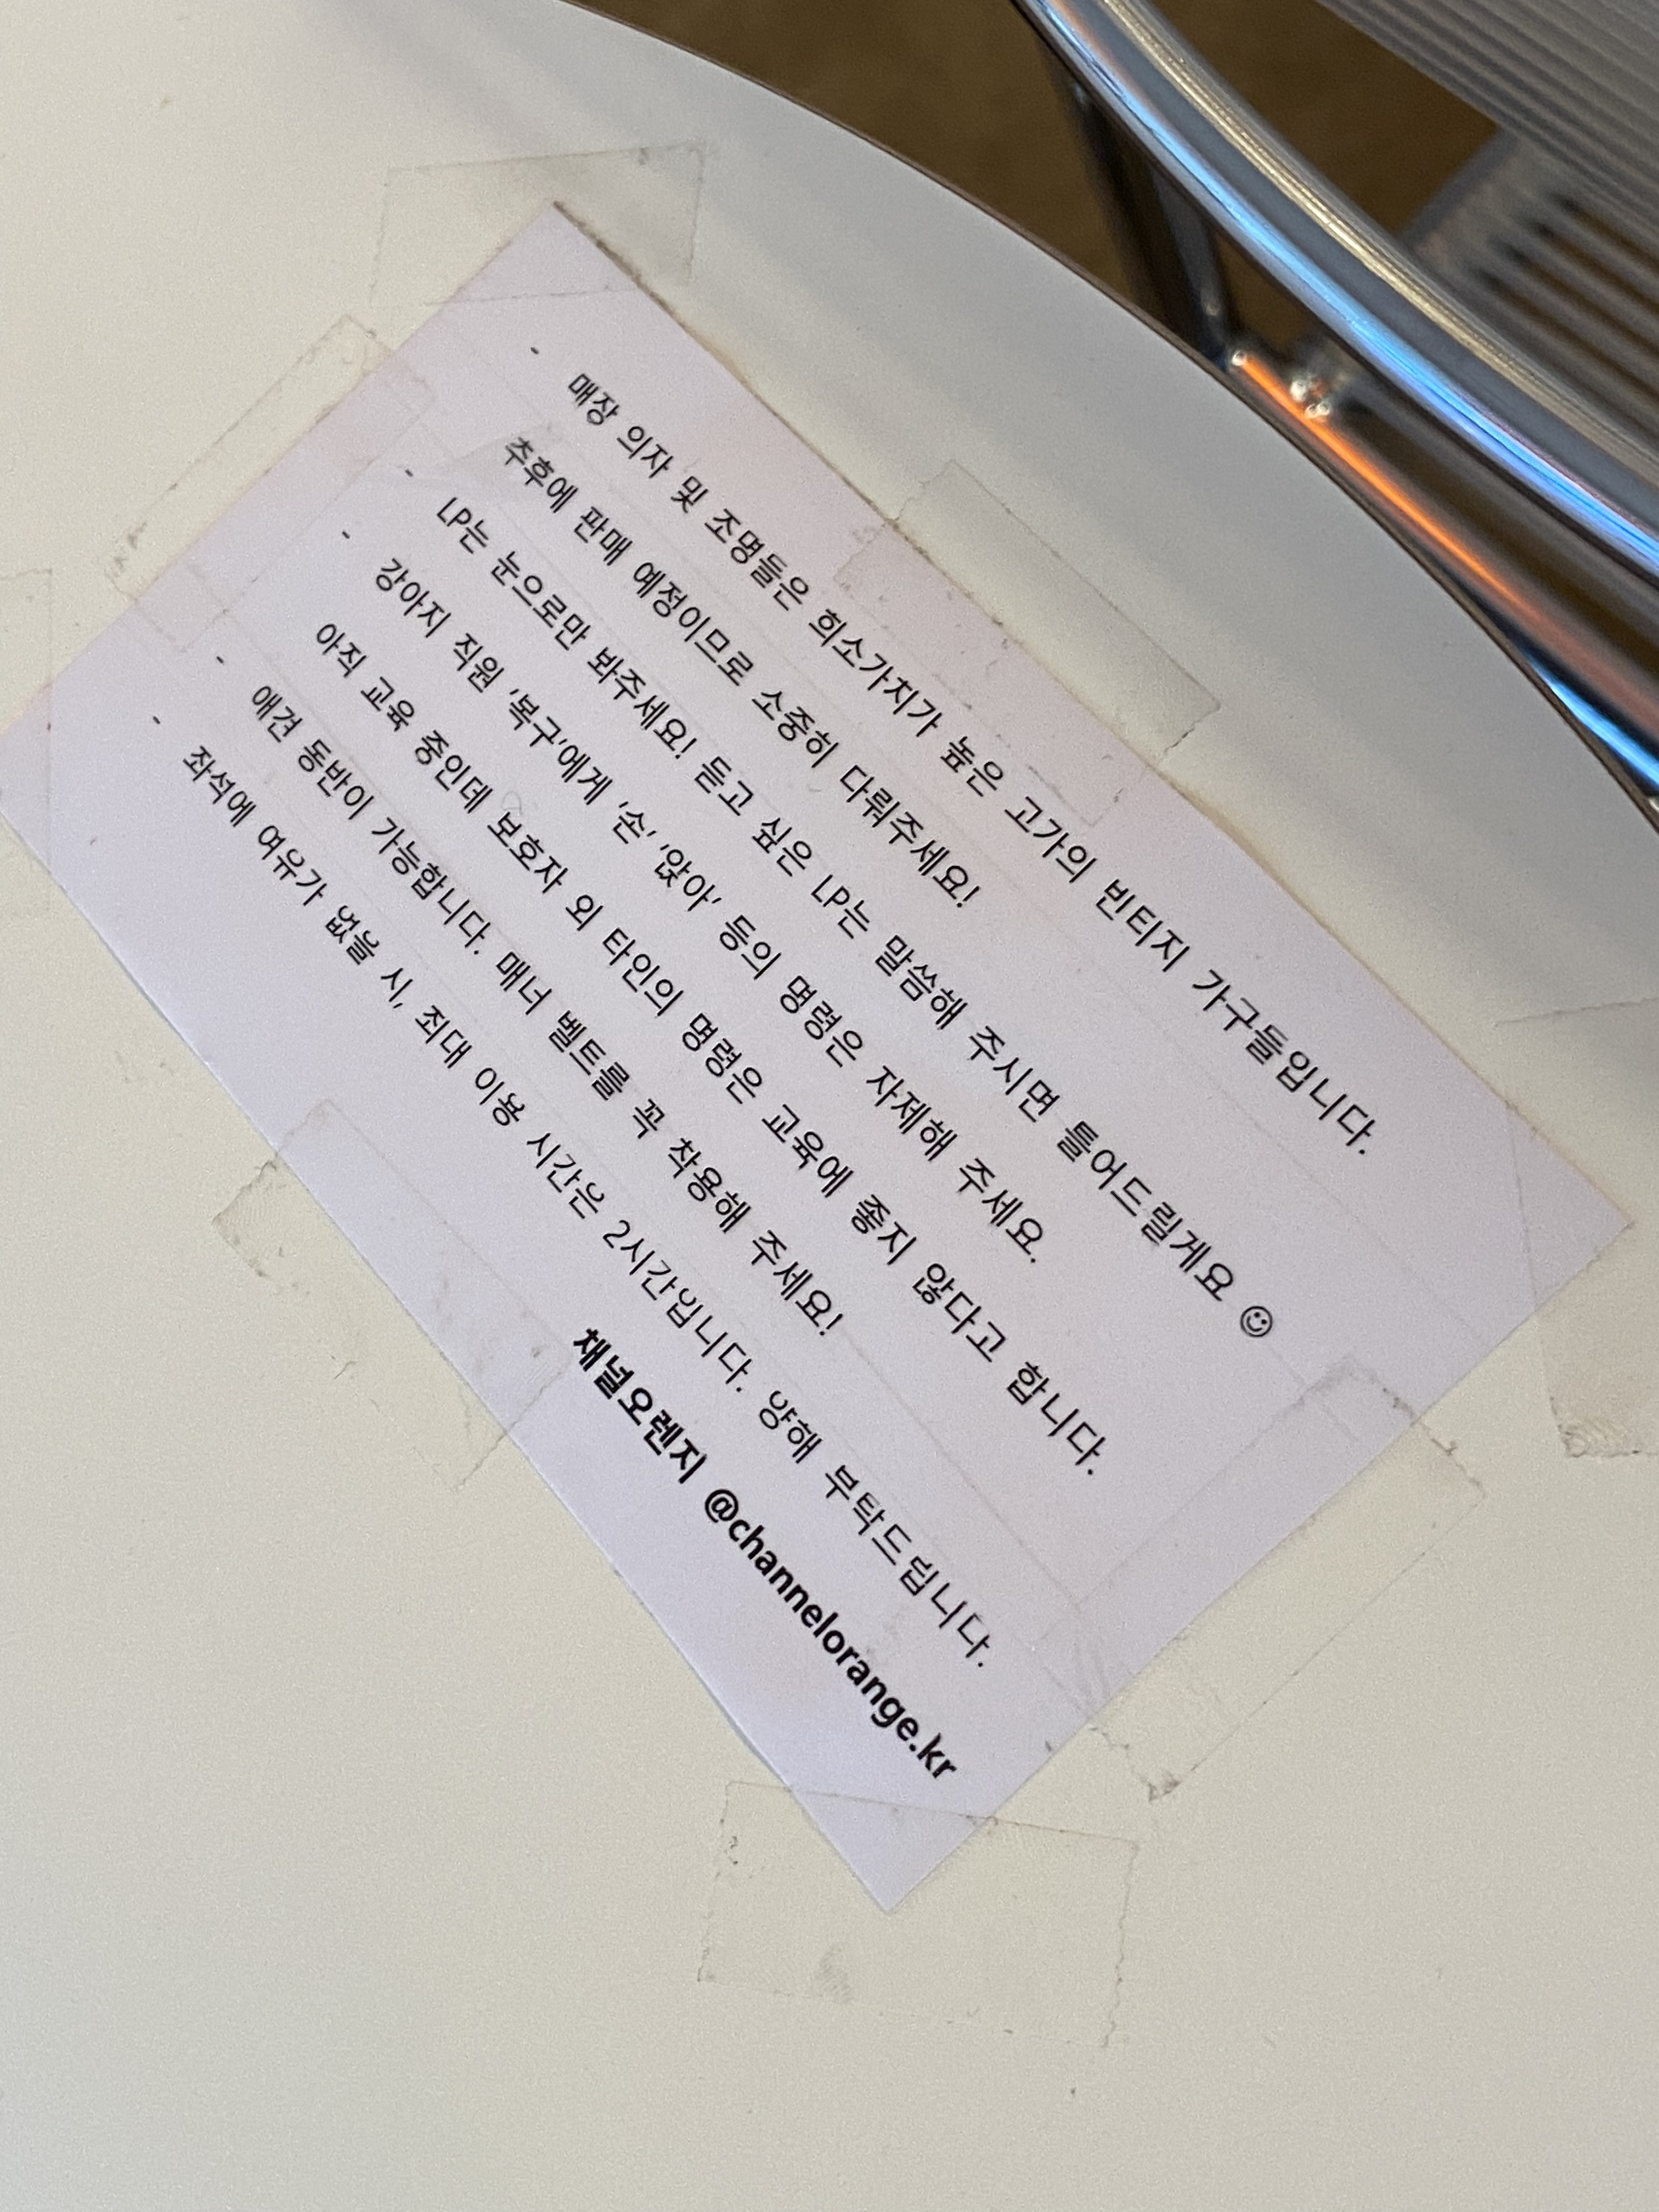 - 매장 의자 및 조명들은 희소가치가 높은 고가의 빈티지 가구들입니다.
추후에 판매 예정이므로 소중히 다뤄주세요!
- LP는 눈으로만 봐주세요! 듣고 싶은 LP는 말씀해 주시면 틀어드릴게요 ☺
- 강아지 직원 '복구'에게 '손' '앉아' 등의 명령은 자제해 주세요.
아직 교육 중인데 보호자 외 타인의 명령은 교육에 좋지 않다고 합니다.
- 애견 동반이 가능합니다. 매너 벨트를 꼭 착용해 주세요!
- 좌석에 여유가 없을 시, 최대 이용 시간은 2시간입니다. 양해 부탁드립니다.
채널오렌지 @channelorange.kr